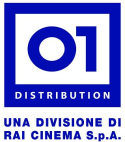 01
DISTRIBUTION
UNA DIVISIONE DI
RAI CINEMA S.p.A.